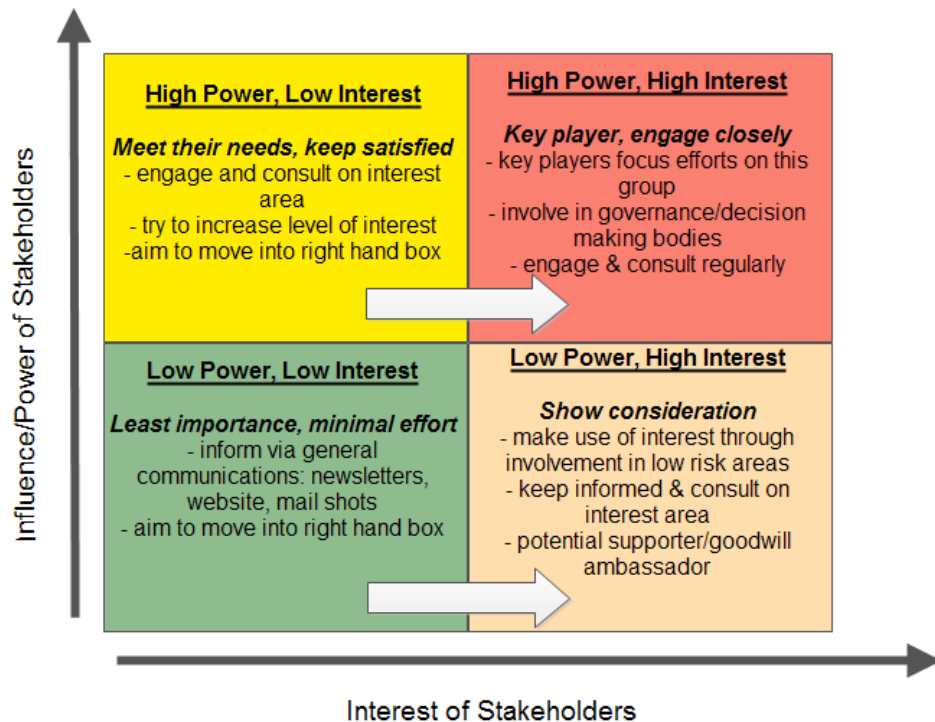 Influence/Power of Stakeholders
High Power, Low Interest
Meet their needs, keep satisfied
- engage and consult on interest
area
- try to increase level of interest
-aim to move into right hand box
High Power, High Interest
Key player, engage closely
- key players focus efforts on this
group
- involve in governance/decision
making bodies
- engage & consult regularly
Low Power, Low Interest
Least importance, minimal effort
- inform via general
communications: newsletters,
website, mail shots
- aim to move into right hand box
Low Power, High Interest
Show consideration
- make use of interest through
involvement in low risk areas
- keep informed & consult on
interest area
- potential supporter/goodwill
ambassador
Interest of Stakeholders